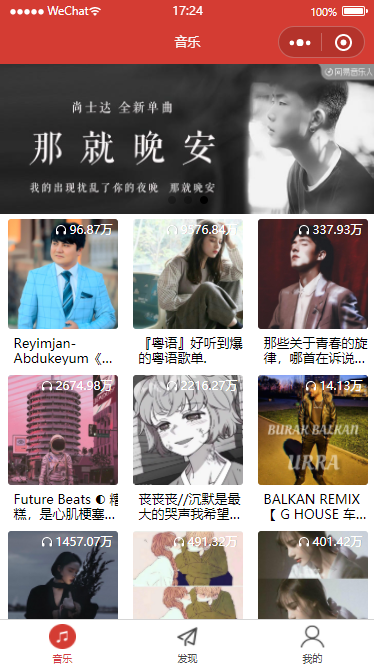 WeChat
17:24
100%
音乐
网易音乐人
尚士达 全新单曲
那就晚安
我的出现扰乱了你的夜晚 那就晚安
96.87万
9576.84万
337.93万
Reyimjan-
Abdukeyum《...
『粤语』好听到爆
的粤语歌单.
那些关于青春的旋
律，哪首在诉说...
2674.98万
2216.27万
14.13万
BURAK BALKAN
URRA
Future Beats ◐ 糟
糕，是心肌梗塞...
丧丧丧//沉默是最
大的哭声我希望...
BALKAN REMIX
【 G HOUSE 车...
1457.07万
491.32万
401.42万
音乐
发现
我的